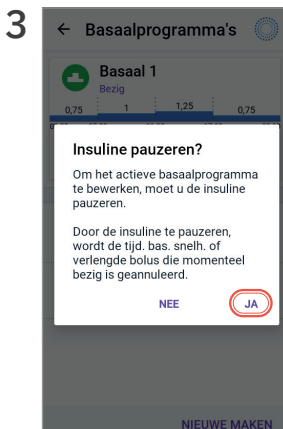 3
Basaalprogramma's
Basaal 1
Bezig
0,75 1 1,25 0,75
Insuline pauzeren?
Om het actieve basaalprogramma
te bewerken, moet u de insuline
pauzeren.
Door de insuline te pauzeren,
wordt de tijd. bas. snelh. of
verlengde bolus die momenteel
bezig is geannuleerd.
NEE JA
NIEUWE MAKEN